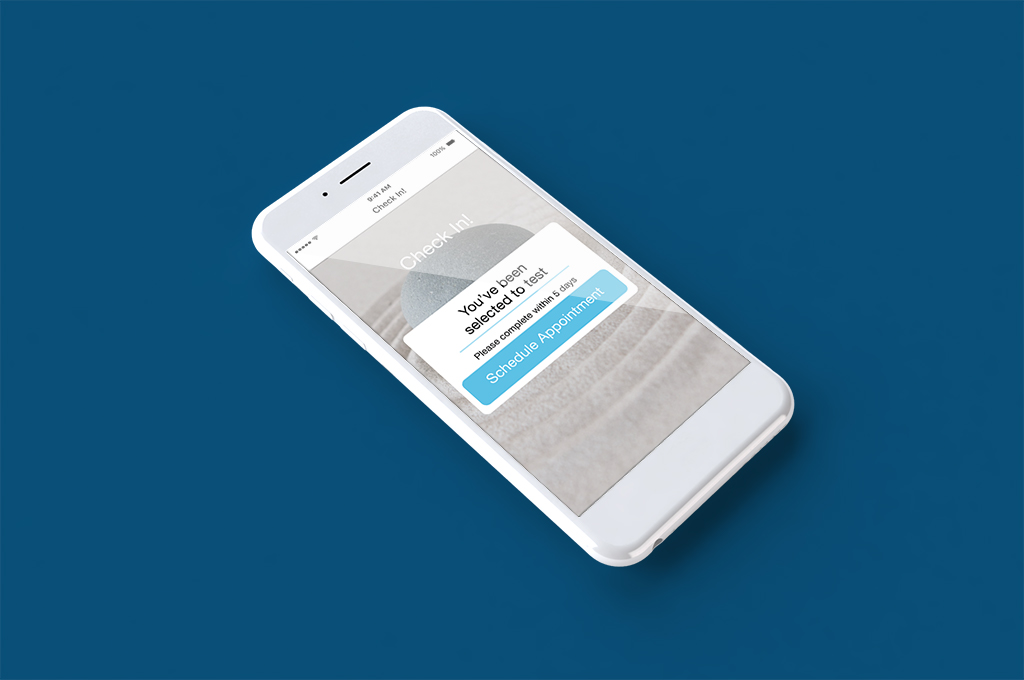 9:41 AM
100%
Check In!
Check In!
You've been
selected to test
Please complete within 5 days
Schedule Appointment